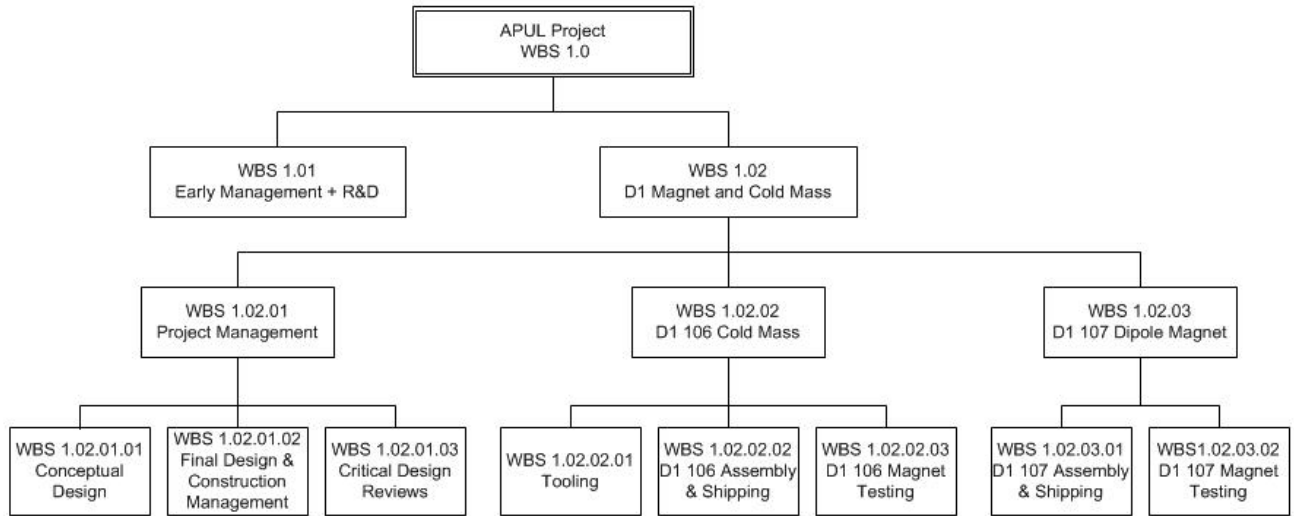 APUL Project
WBS 1.0
WBS 1.01
Early Management + R&D
WBS 1.02
D1 Magnet and Cold Mass
WBS 1.02.01
Project Management
WBS 1.02.02
D1 106 Cold Mass
WBS 1.02.03
D1 107 Dipole Magnet
WBS 1.02.01.01
Conceptual
Design
WBS 1.02.01.02
Final Design &
Construction
Management
WBS 1.02.01.03
Critical Design
Reviews
WBS 1.02.02.01
Tooling
WBS 1.02.02.02
D1 106 Assembly
& Shipping
WBS 1.02.02.03
D1 106 Magnet
Testing
WBS 1.02.03.01
D1 107 Assembly
& Shipping
WBS1.02.03.02
D1 107 Magnet
Testing